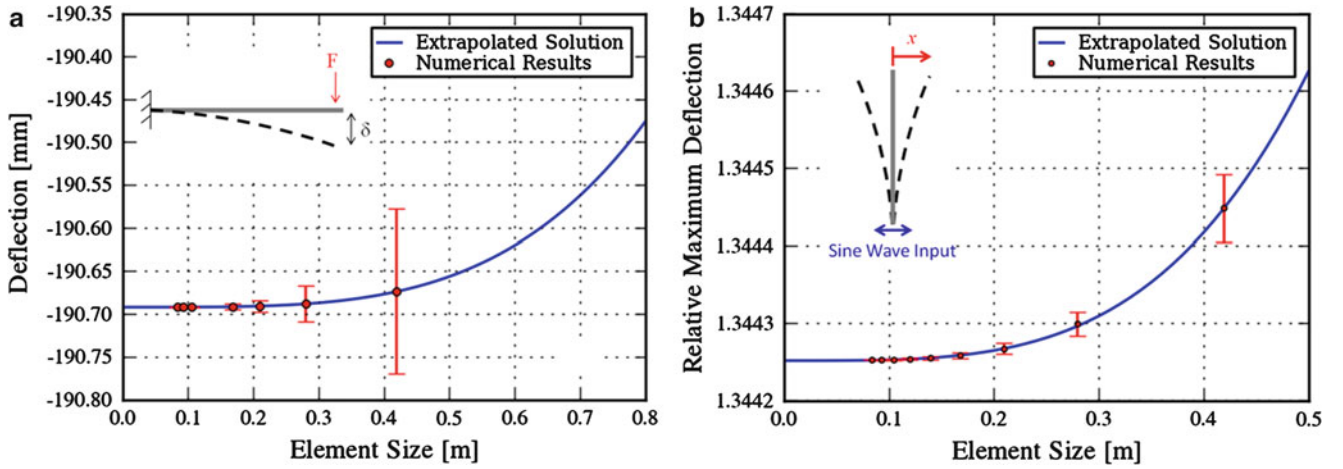 a
-190.35
-190.40
-190.45
-190.50
-190.55
-190.60
-190.65
-190.70
-190.75
-190.80
Deflection [mm]
Extrapolated Solution
Numerical Results
F
δ
0.0 0.1 0.2 0.3 0.4 0.5 0.6 0.7 0.8
Element Size [m]
b
1.3447
1.3446
1.3445
1.3444
1.3443
1.3442
Relative Maximum Deflection
Extrapolated Solution
Numerical Results
x
Sine Wave Input
0.0 0.1 0.2 0.3 0.4 0.5
Element Size [m]